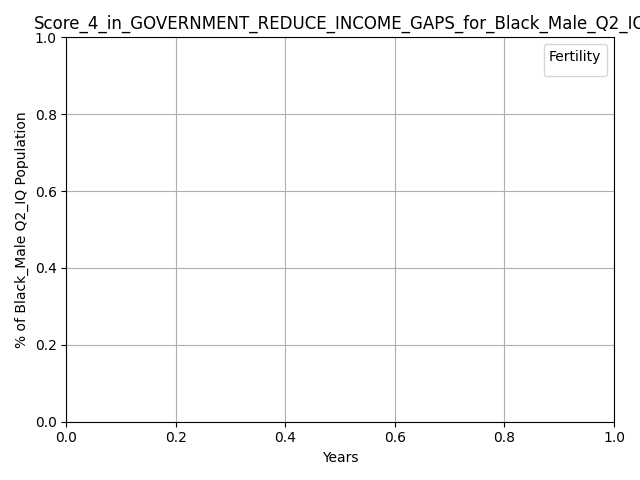 Score_4_in_GOVERNMENT_REDUCE_INCOME_GAPS_for_Black_Male_Q2_IQ
Fertility
% of Black_Male Q2_IQ Population
1.0
0.8
0.6
0.4
0.2
0.0
0.0 0.2 0.4 0.6 0.8 1.0
Years